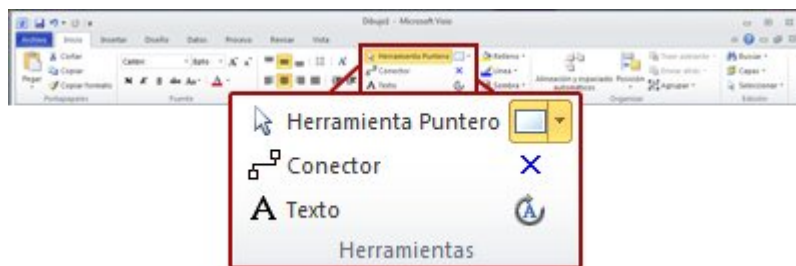 Dibujo1 - Microsoft Visio
Archivo Inicio Insertar Diseño Datos Proceso Revisar Vista
Cortar
Copiar
Copiar formato
Pegar
Portapapeles
Calibri
Fuente
Herramienta Puntero
Conector
Texto
Relleno
Línea
Sombra
Alineación y espaciado automáticos
Posición
Traer adelante
Enviar atrás
Agrupar
Organizar
Buscar
Capas
Seleccionar
Edición
Herramienta Puntero
Conector
Texto
Herramientas